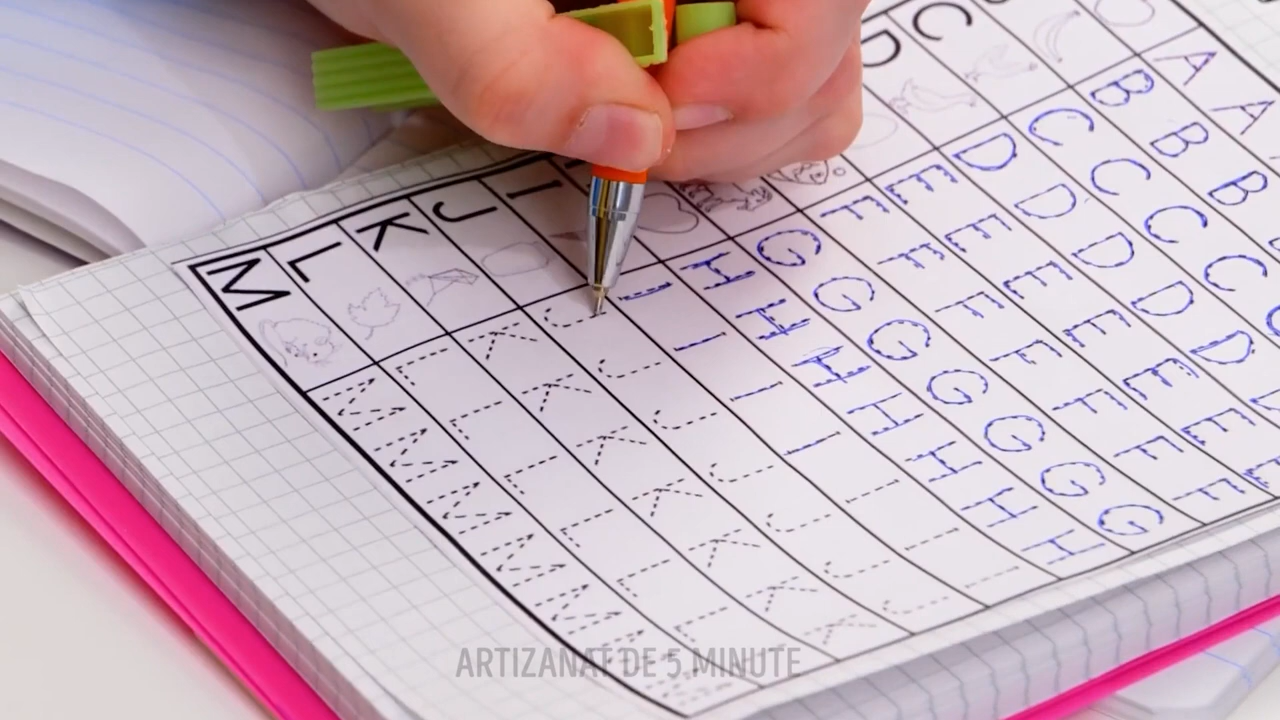 A A
B B B
C C C C C
D D D D D D
E E E E E E E
F F F F F F F
G G G G G G G
H H H H H H H
I I I I I I I I
J J J J J J J J
K K K K K K K K
L L L L L L L
M M M M M M M
ARTIZANAT DE 5 MINUTE